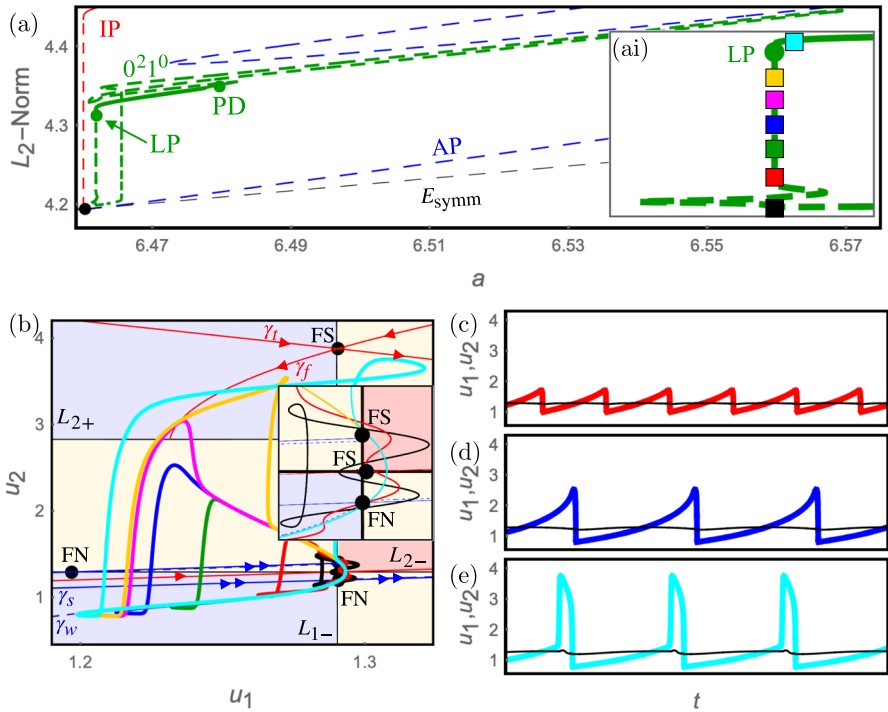 (a)
IP
0²1⁰
LP
PD
AP
E_symm
L₂−Norm
4.4
4.3
4.2
6.47
6.49
6.51
6.53
6.55
6.57
a
(ai)
LP
(b)
γ_t
FS
γ_f
L₂₊
FS
FS
FN
FN
L₂₋
γ_s
FN
γ_w
L₁₋
4
3
2
1
u₂
1.2
1.3
u₁
(c)
4
3
2
1
u₁,u₂
(d)
4
3
2
1
u₁,u₂
(e)
4
3
2
1
u₁,u₂
t